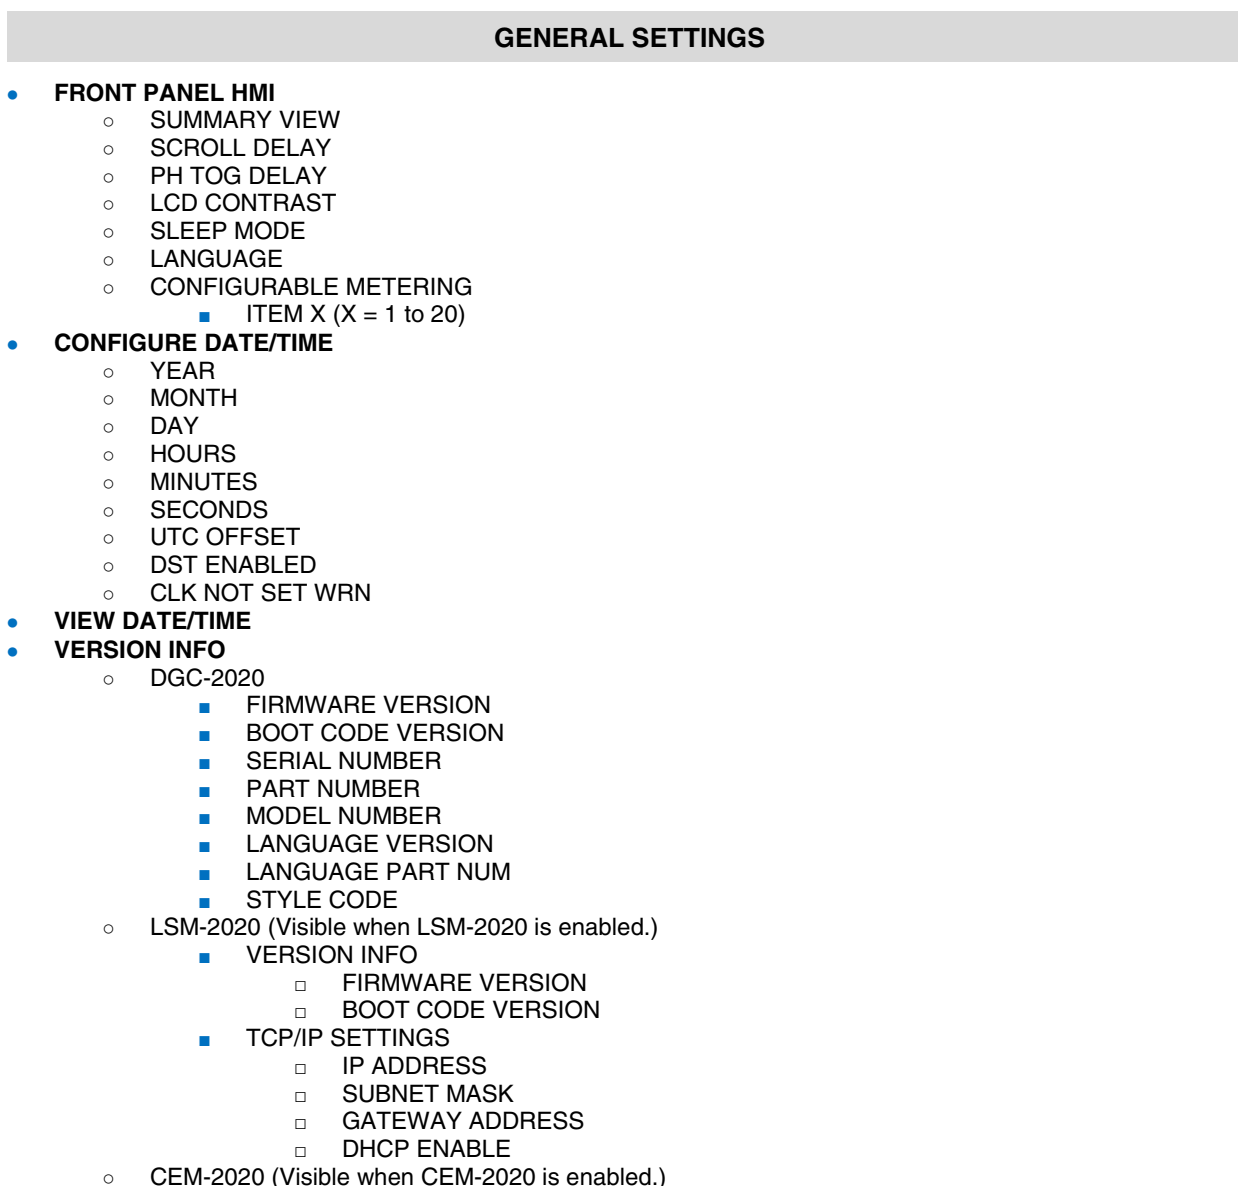 GENERAL SETTINGS
● FRONT PANEL HMI
○ SUMMARY VIEW
○ SCROLL DELAY
○ PH TOG DELAY
○ LCD CONTRAST
○ SLEEP MODE
○ LANGUAGE
○ CONFIGURABLE METERING
■ ITEM X (X = 1 to 20)
● CONFIGURE DATE/TIME
○ YEAR
○ MONTH
○ DAY
○ HOURS
○ MINUTES
○ SECONDS
○ UTC OFFSET
○ DST ENABLED
○ CLK NOT SET WRN
● VIEW DATE/TIME
● VERSION INFO
○ DGC-2020
■ FIRMWARE VERSION
■ BOOT CODE VERSION
■ SERIAL NUMBER
■ PART NUMBER
■ MODEL NUMBER
■ LANGUAGE VERSION
■ LANGUAGE PART NUM
■ STYLE CODE
○ LSM-2020 (Visible when LSM-2020 is enabled.)
■ VERSION INFO
□ FIRMWARE VERSION
□ BOOT CODE VERSION
■ TCP/IP SETTINGS
□ IP ADDRESS
□ SUBNET MASK
□ GATEWAY ADDRESS
□ DHCP ENABLE
○ CEM-2020 (Visible when CEM-2020 is enabled.)